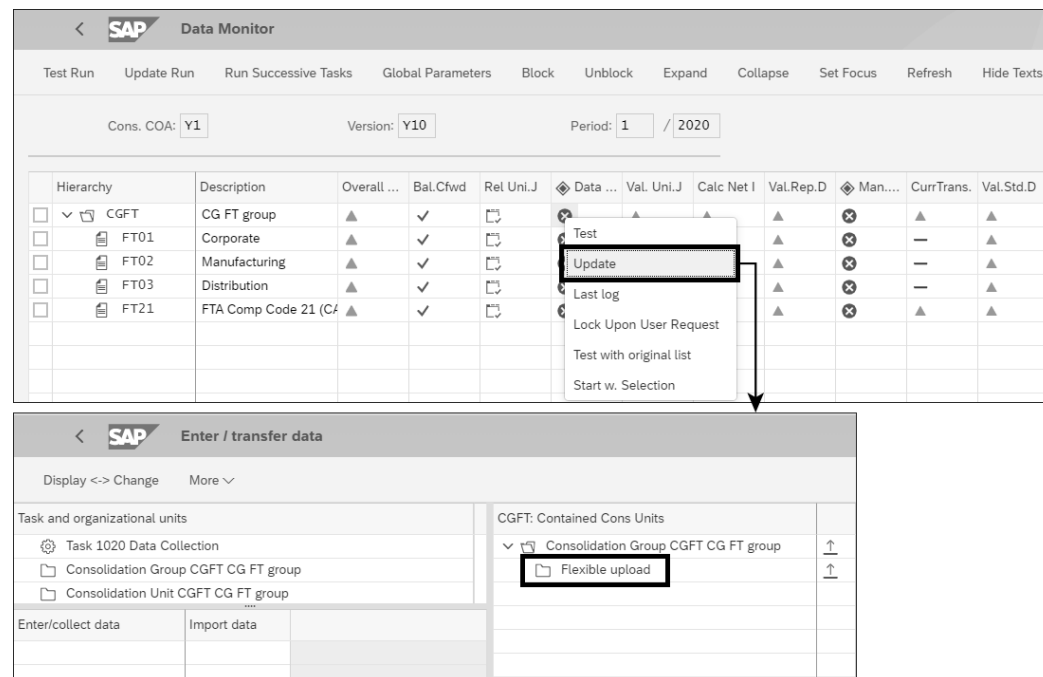 SAP Data Monitor
Test Run Update Run Run Successive Tasks Global Parameters Block Unblock Expand Collapse Set Focus Refresh Hide Texts
Cons. COA: Y1 Version: Y10 Period: 1 / 2020
Hierarchy Description Overall ... Bal.Cfwd Rel Uni.J Data ... Val. Uni.J Calc Net I Val.Rep.D Man.... CurrTrans. Val.Std.D
CGFT CG FT group
FT01 Corporate
FT02 Manufacturing
FT03 Distribution
FT21 FTA Comp Code 21 (CA
Test
Update
Last log
Lock Upon User Request
Test with original list
Start w. Selection
SAP Enter / transfer data
Display <-> Change More
Task and organizational units
Task 1020 Data Collection
Consolidation Group CGFT CG FT group
Consolidation Unit CGFT CG FT group
Enter/collect data Import data
CGFT: Contained Cons Units
Consolidation Group CGFT CG FT group
Flexible upload